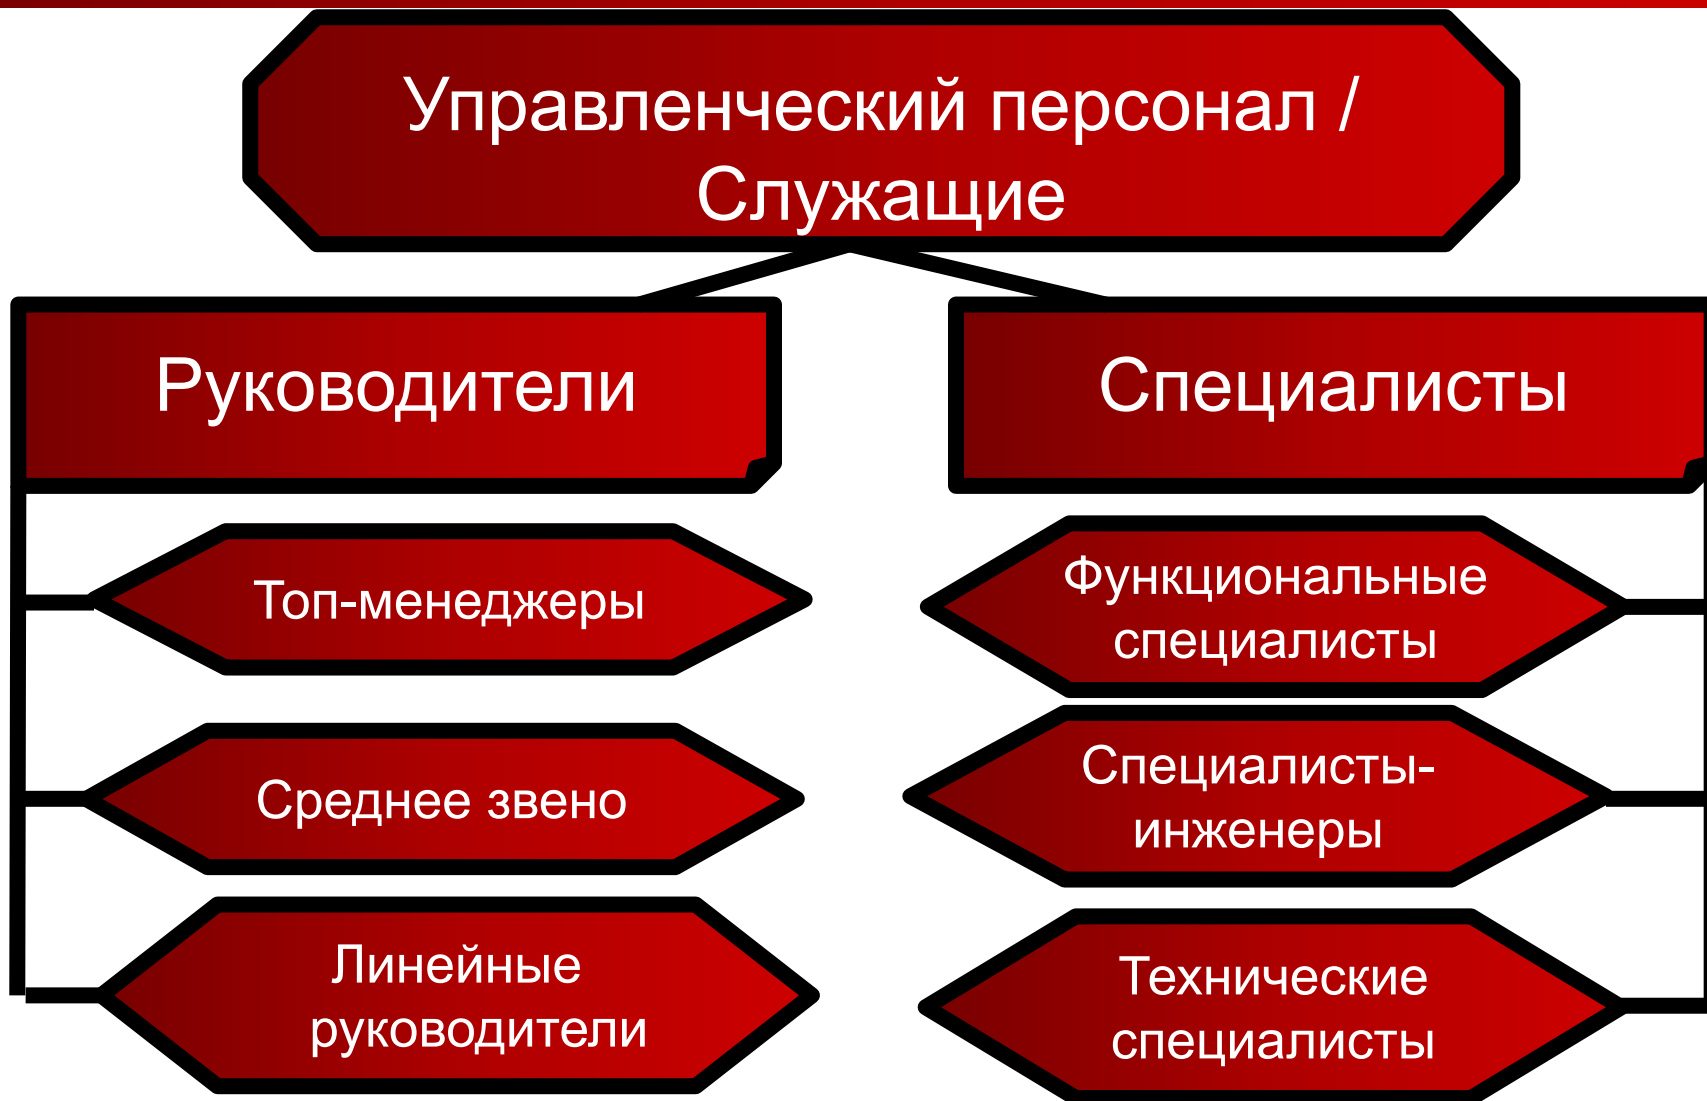 Управленческий персонал /
Служащие
Руководители
Специалисты
Топ-менеджеры
Функциональные
специалисты
Среднее звено
Специалисты-
инженеры
Линейные
руководители
Технические
специалисты